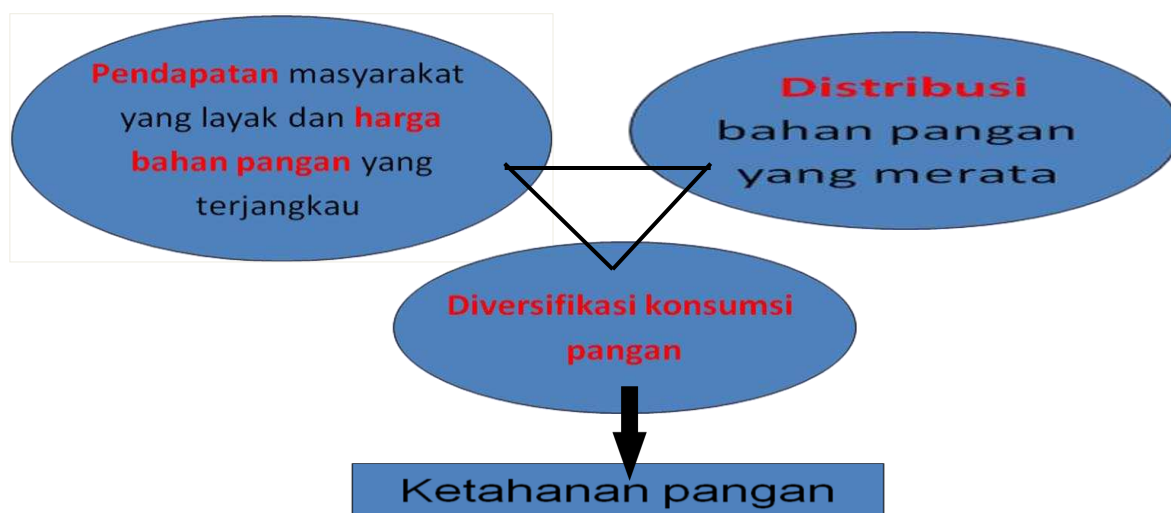 Pendapatan masyarakat
yang layak dan harga
bahan pangan yang
terjangkau
Distribusi
bahan pangan
yang merata
Diversifikasi konsumsi
pangan
Ketahanan pangan